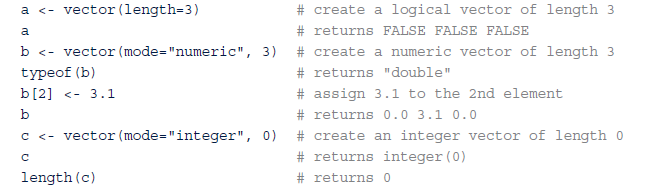 a <- vector(length=3) # create a logical vector of length 3
a # returns FALSE FALSE FALSE
b <- vector(mode="numeric", 3) # create a numeric vector of length 3
typeof(b) # returns "double"
b[2] <- 3.1 # assign 3.1 to the 2nd element
b # returns 0.0 3.1 0.0
c <- vector(mode="integer", 0) # create an integer vector of length 0
c # returns integer(0)
length(c) # returns 0